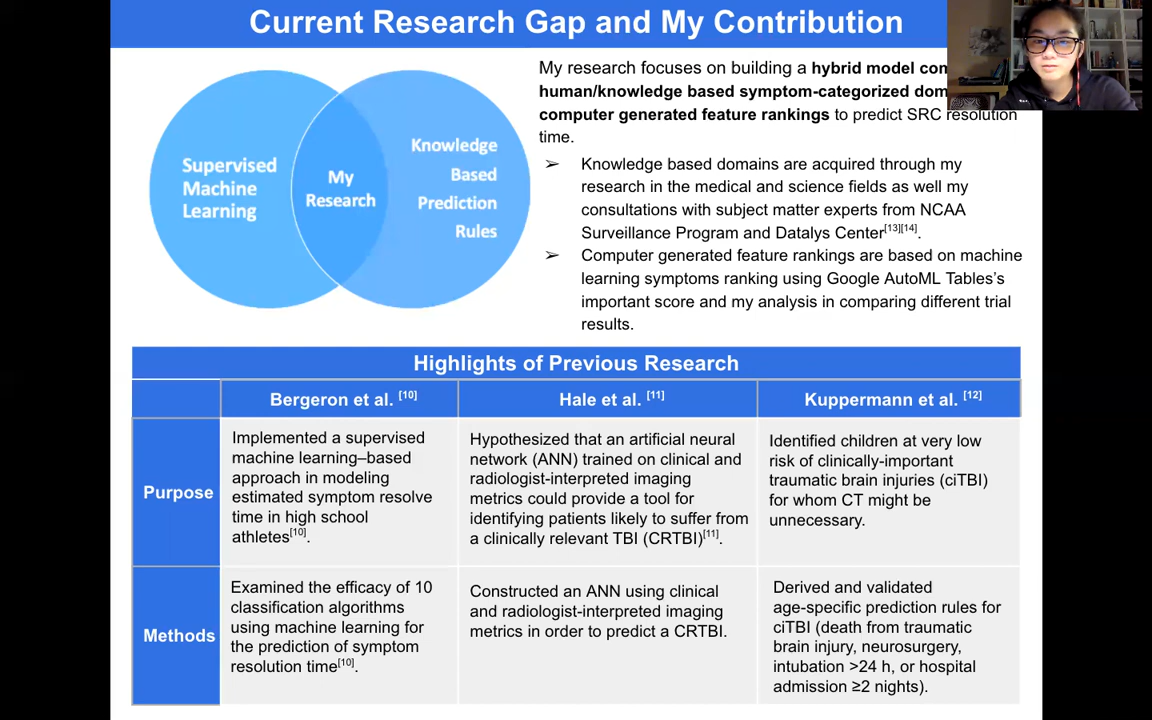 Current Research Gap and My Contribution
My research focuses on building a hybrid model
human/knowledge based symptom-categorized
computer generated feature rankings to predict SRC resolution
time.
➢ Knowledge based domains are acquired through my
research in the medical and science fields as well my
consultations with subject matter experts from NCAA
Surveillance Program and Datalys Center[13][14].
➢ Computer generated feature rankings are based on machine
learning symptoms ranking using Google AutoML Tables's
important score and my analysis in comparing different trial
results.
Supervised
Machine
Learning
My
Research
Knowledge
Based
Prediction
Rules
Highlights of Previous Research
Bergeron et al. [10]
Hale et al. [11]
Kuppermann et al. [12]
Purpose
Implemented a supervised
machine learning–based
approach in modeling
estimated symptom resolve
time in high school
athletes[10].
Hypothesized that an artificial neural
network (ANN) trained on clinical and
radiologist-interpreted imaging
metrics could provide a tool for
identifying patients likely to suffer from
a clinically relevant TBI (CRTBI)[11].
Identified children at very low
risk of clinically-important
traumatic brain injuries (ciTBI)
for whom CT might be
unnecessary.
Methods
Examined the efficacy of 10
classification algorithms
using machine learning for
the prediction of symptom
resolution time[10].
Constructed an ANN using clinical
and radiologist-interpreted imaging
metrics in order to predict a CRTBI.
Derived and validated
age-specific prediction rules for
ciTBI (death from traumatic
brain injury, neurosurgery,
intubation >24 h, or hospital
admission ≥2 nights).